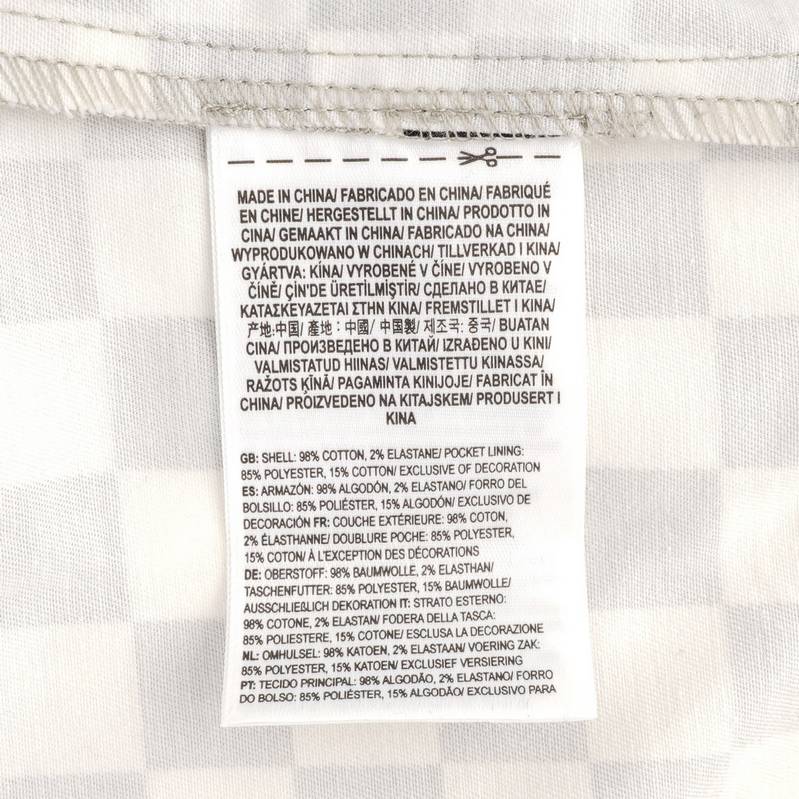 MADE IN CHINA/ FABRICADO EN CHINA/ FABRIQUÉ
EN CHINE/ HERGESTELLT IN CHINA/ PRODOTTO IN
CINA/ GEMAAKT IN CHINA/ FABRICADO NA CHINA/
WYPRODUKOWANO W CHINACH/ TILLVERKAD I KINA/
GYÁRTVA: KÍNA/ VYROBENÉ V ČÍNE/ VYROBENO V
ČÍNĚ/ ÇİN'DE ÜRETİLMİŞTİR/ СДЕЛАНО В КИТАЕ/
ΚΑΤΑΣΚΕΥΑΖΕΤΑΙ ΣΤΗΝ ΚΙΝΑ/ FREMSTILLET I KINA/
产地:中国/ 產地：中國/ 中国製/ 제조국: 중국/ BUATAN
CINA/ ПРОИЗВЕДЕНО В КИТАЙ/ IZRAĐENO U KINI/
VALMISTATUD HIINAS/ VALMISTETTU KIINASSA/
RAŽOTS ĶĪNĀ/ PAGAMINTA KINIJOJE/ FABRICAT ÎN
CHINA/ PROIZVEDENO NA KITAJSKEM/ PRODUSERT I
KINA
GB: SHELL: 98% COTTON, 2% ELASTANE/ POCKET LINING:
85% POLYESTER, 15% COTTON/ EXCLUSIVE OF DECORATION
ES: ARMAZÓN: 98% ALGODÓN, 2% ELASTANO/ FORRO DEL
BOLSILLO: 85% POLIÉSTER, 15% ALGODÓN/ EXCLUSIVO DE
DECORACIÓN FR: COUCHE EXTÉRIEURE: 98% COTON,
2% ÉLASTHANNE/ DOUBLURE POCHE: 85% POLYESTER,
15% COTON/ À L'EXCEPTION DES DÉCORATIONS
DE: OBERSTOFF: 98% BAUMWOLLE, 2% ELASTHAN/
TASCHENFUTTER: 85% POLYESTER, 15% BAUMWOLLE/
AUSSCHLIEßLICH DEKORATION IT: STRATO ESTERNO:
98% COTONE, 2% ELASTAN/ FODERA DELLA TASCA:
85% POLIESTERE, 15% COTONE/ ESCLUSA LA DECORAZIONE
NL: OMHULSEL: 98% KATOEN, 2% ELASTAAN/ VOERING ZAK:
85% POLYESTER, 15% KATOEN/ EXCLUSIEF VERSIERING
PT: TECIDO PRINCIPAL: 98% ALGODÃO, 2% ELASTANO/ FORRO
DO BOLSO: 85% POLIÉSTER, 15% ALGODÃO/ EXCLUSIVO PARA